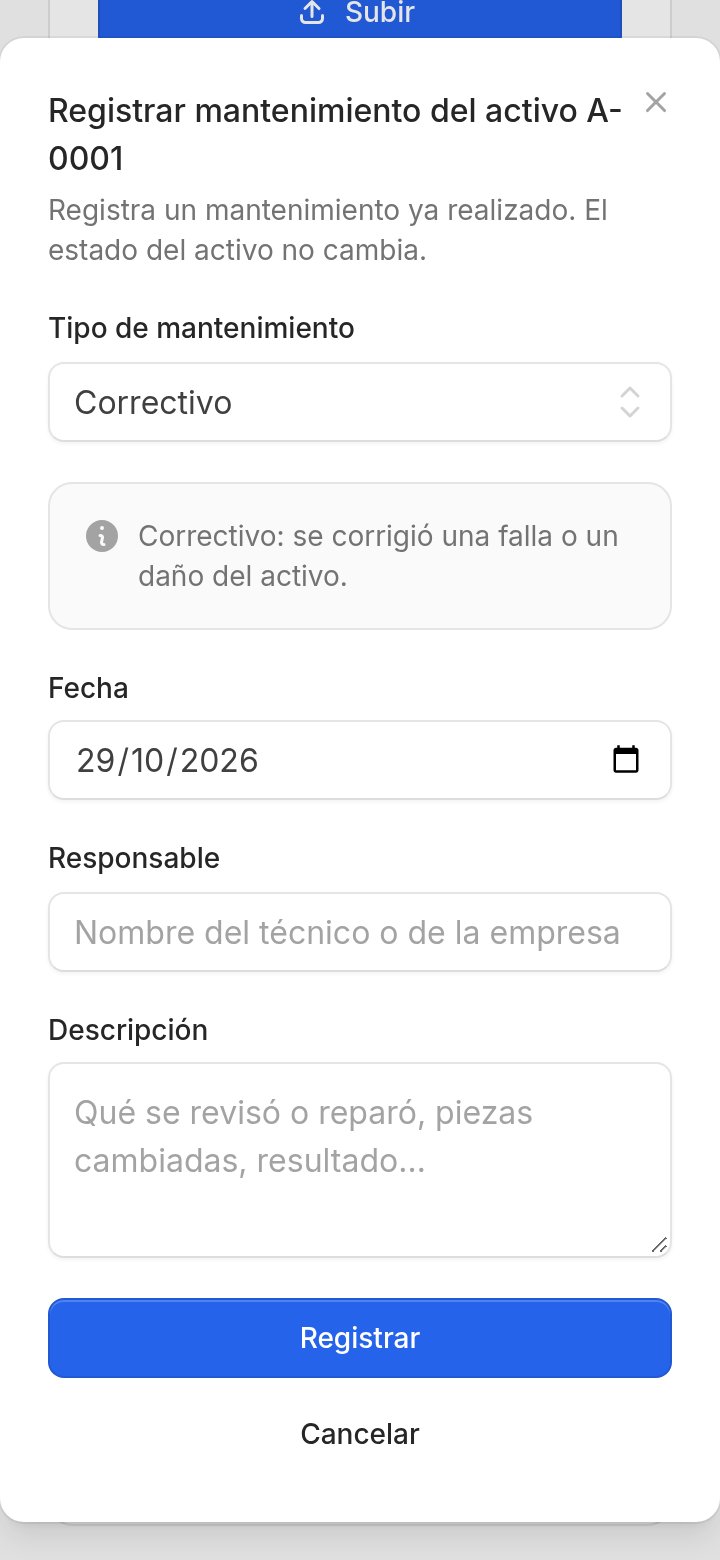 Subir
Registrar mantenimiento del activo A-
0001
Registra un mantenimiento ya realizado. El
estado del activo no cambia.
Tipo de mantenimiento
Correctivo
Correctivo: se corrigió una falla o un
daño del activo.
Fecha
29/10/2026
Responsable
Nombre del técnico o de la empresa
Descripción
Qué se revisó o reparó, piezas
cambiadas, resultado...
Registrar
Cancelar